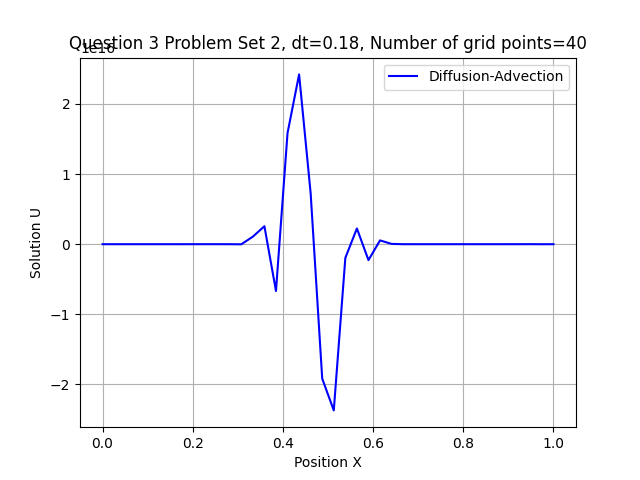 Question 3 Problem Set 2, dt=0.18, Number of grid points=40
1e16
Diffusion-Advection
2
1
0
−1
−2
Solution U
0.0 0.2 0.4 0.6 0.8 1.0
Position X